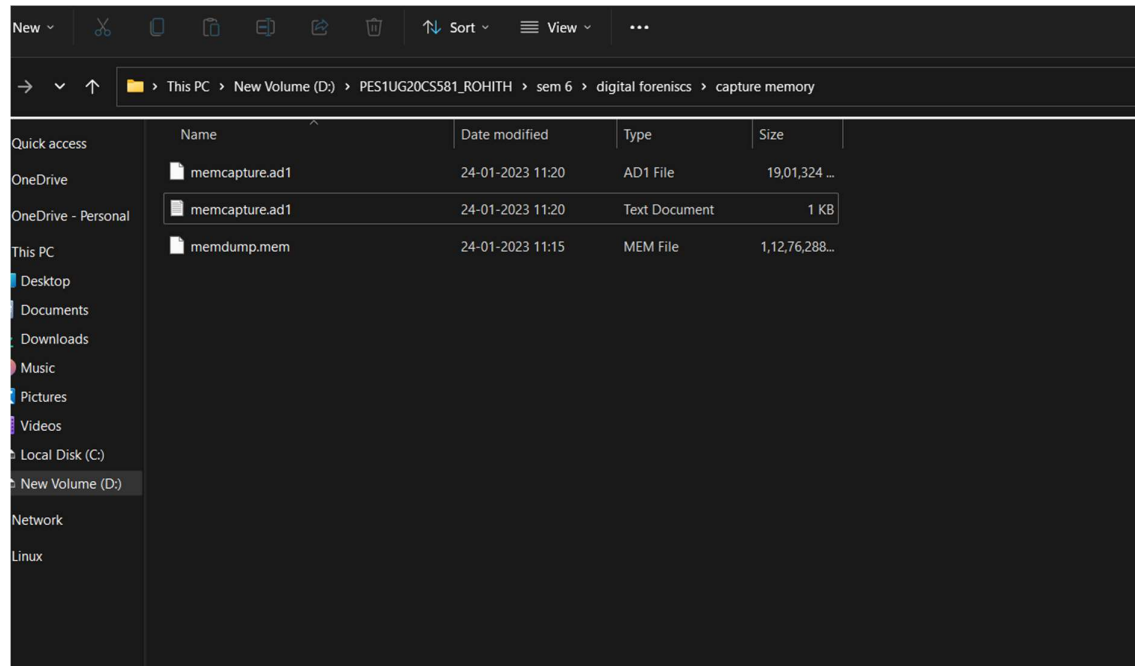 New Sort View •••
This PC > New Volume (D:) > PES1UG20CS581_ROHITH > sem 6 > digital foreniscs > capture memory
Name Date modified Type Size
memcapture.ad1 24-01-2023 11:20 AD1 File 19,01,324 ...
memcapture.ad1 24-01-2023 11:20 Text Document 1 KB
memdump.mem 24-01-2023 11:15 MEM File 1,12,76,288...
Quick access
OneDrive
OneDrive - Personal
This PC
Desktop
Documents
Downloads
Music
Pictures
Videos
Local Disk (C:)
New Volume (D:)
Network
Linux